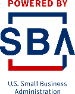 POWERED BY
SBA
U.S. Small Business
Administration